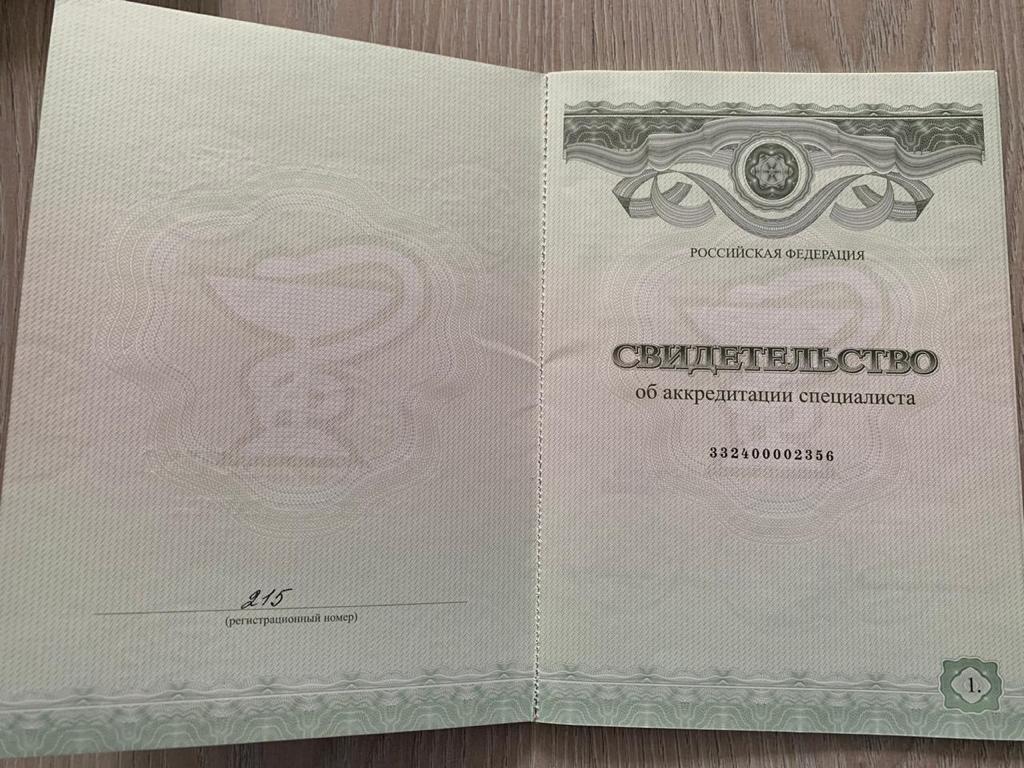 215
(регистрационный номер)
РОССИЙСКАЯ ФЕДЕРАЦИЯ
СВИДЕТЕЛЬСТВО
об аккредитации специалиста
332400002356
1.